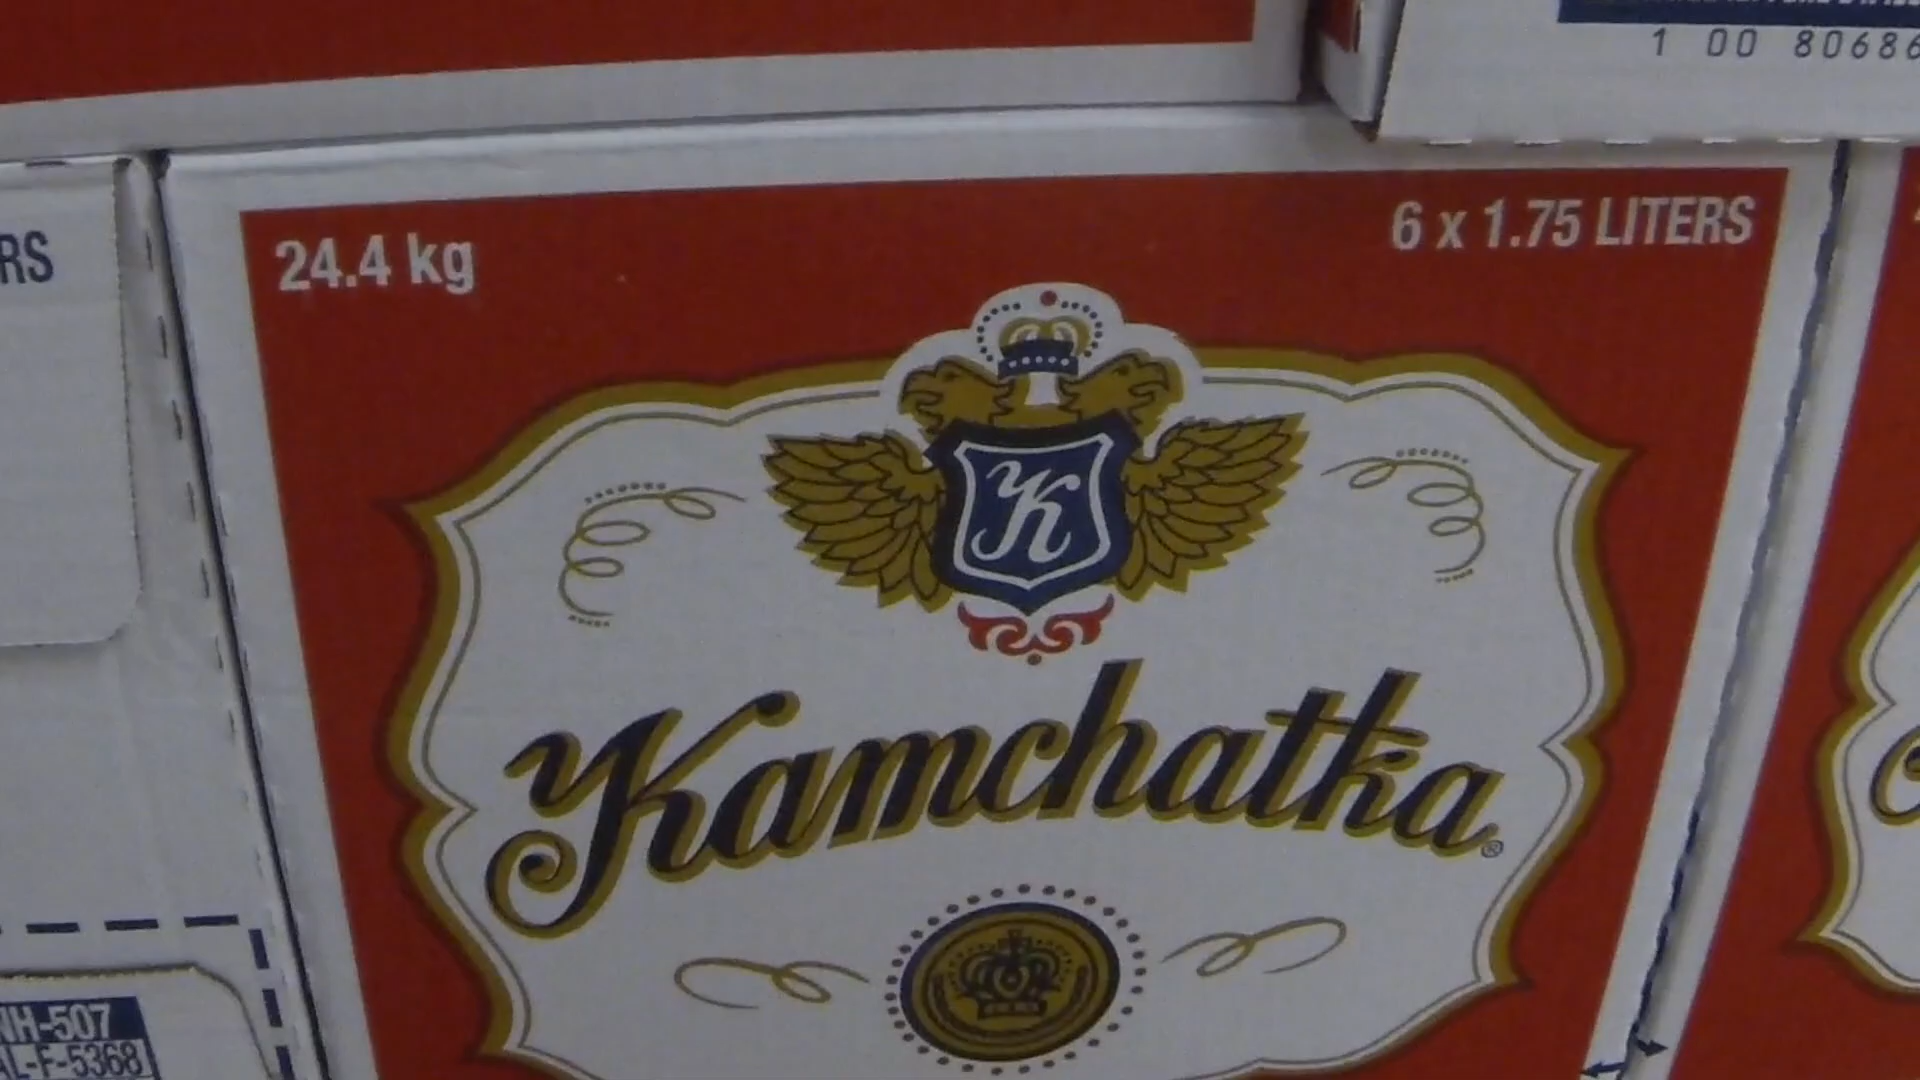 1 00 80686
RS
24.4 kg
6 x 1.75 LITERS
K
Kamchatka®
NH-507
AL-F-5368